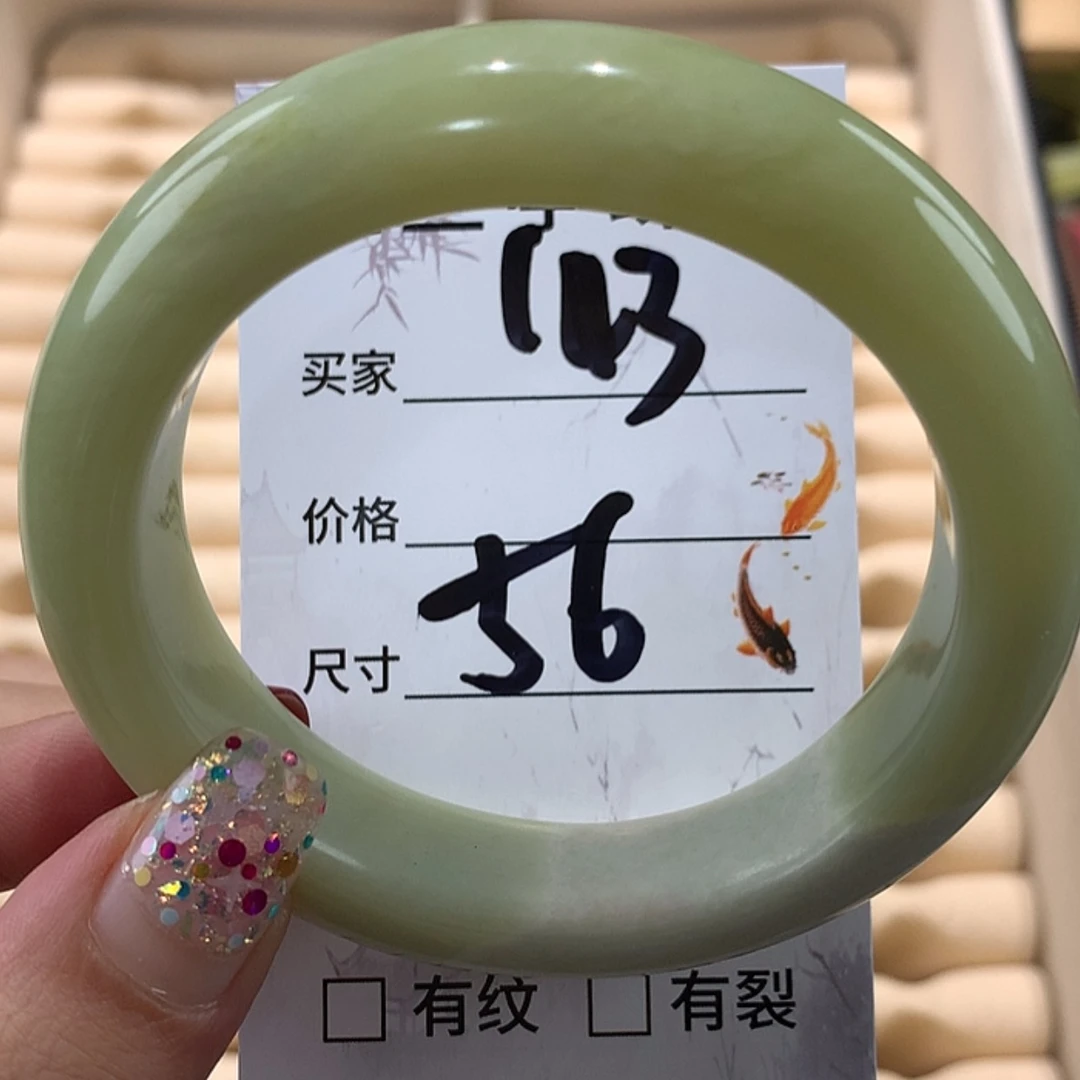 买家
价格
尺寸 56
有纹 有裂